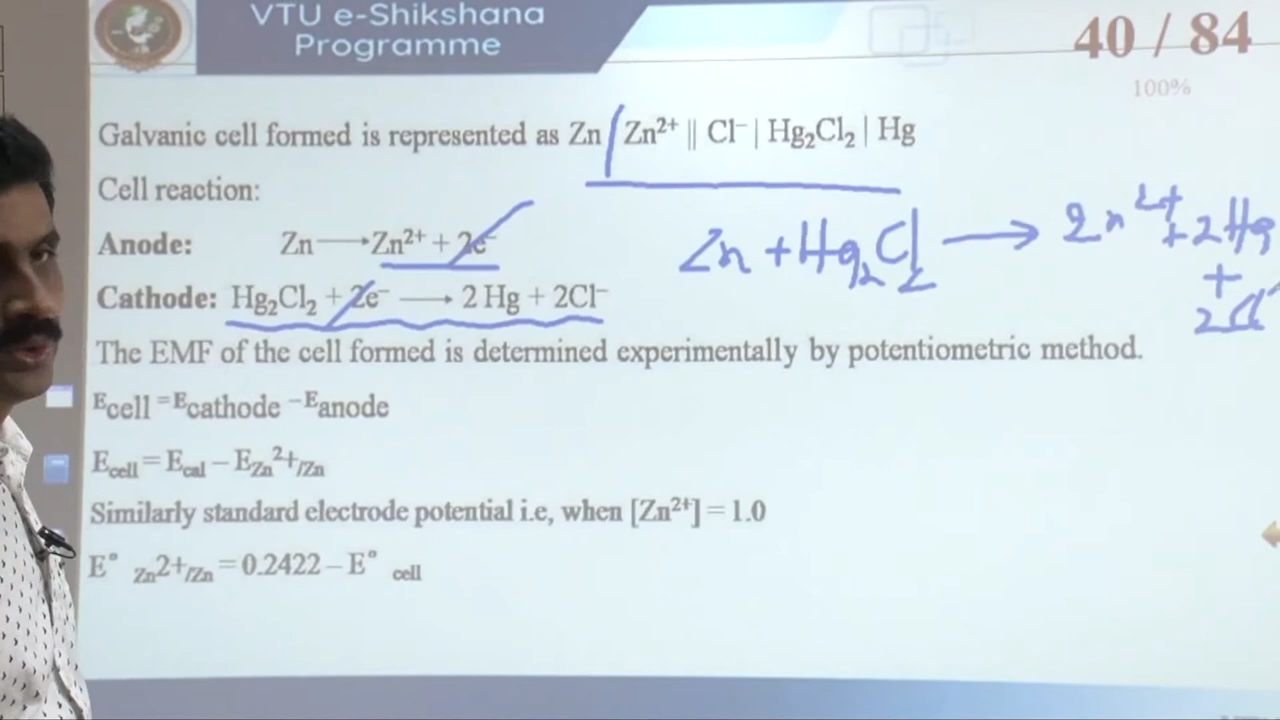 VTU e-Shikshana
Programme
40 / 84
100%
Galvanic cell formed is represented as Zn / Zn²⁺ || Cl⁻ | Hg₂Cl₂ | Hg
Cell reaction:
Anode: Zn ⟶ Zn²⁺ + 2e⁻
Zn + Hg₂Cl₂ ⟶ Zn²⁺ + 2Hg
+
2Cl⁻
Cathode: Hg₂Cl₂ + 2e⁻ ⟶ 2 Hg + 2Cl⁻
The EMF of the cell formed is determined experimentally by potentiometric method.
Ecell = Ecathode − Eanode
Ecell = Ecal − EZn2+/Zn
Similarly standard electrode potential i.e, when [Zn²⁺] = 1.0
E° Zn2+/Zn = 0.2422 − E° cell